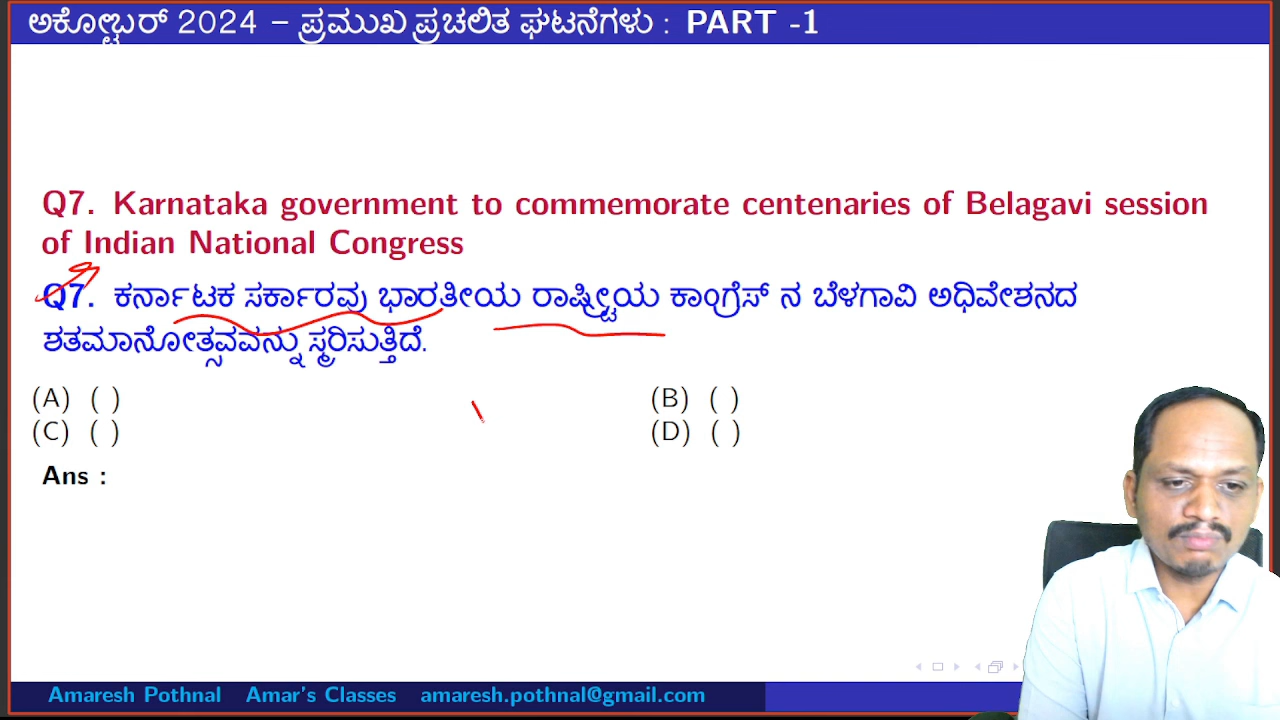 ಅಕ್ಟೋಬರ್ 2024 – ಪ್ರಮುಖ ಪ್ರಚಲಿತ ಘಟನೆಗಳು : PART -1
Q7. Karnataka government to commemorate centenaries of Belagavi session
of Indian National Congress
Q7. ಕರ್ನಾಟಕ ಸರ್ಕಾರವು ಭಾರತೀಯ ರಾಷ್ಟ್ರೀಯ ಕಾಂಗ್ರೆಸ್ ನ ಬೆಳಗಾವಿ ಅಧಿವೇಶನದ
ಶತಮಾನೋತ್ಸವವನ್ನು ಸ್ಮರಿಸುತ್ತಿದೆ.
(A) ( ) (B) ( )
(C) ( ) (D) ( )
Ans :
Amaresh Pothnal Amar's Classes amaresh.pothnal@gmail.com